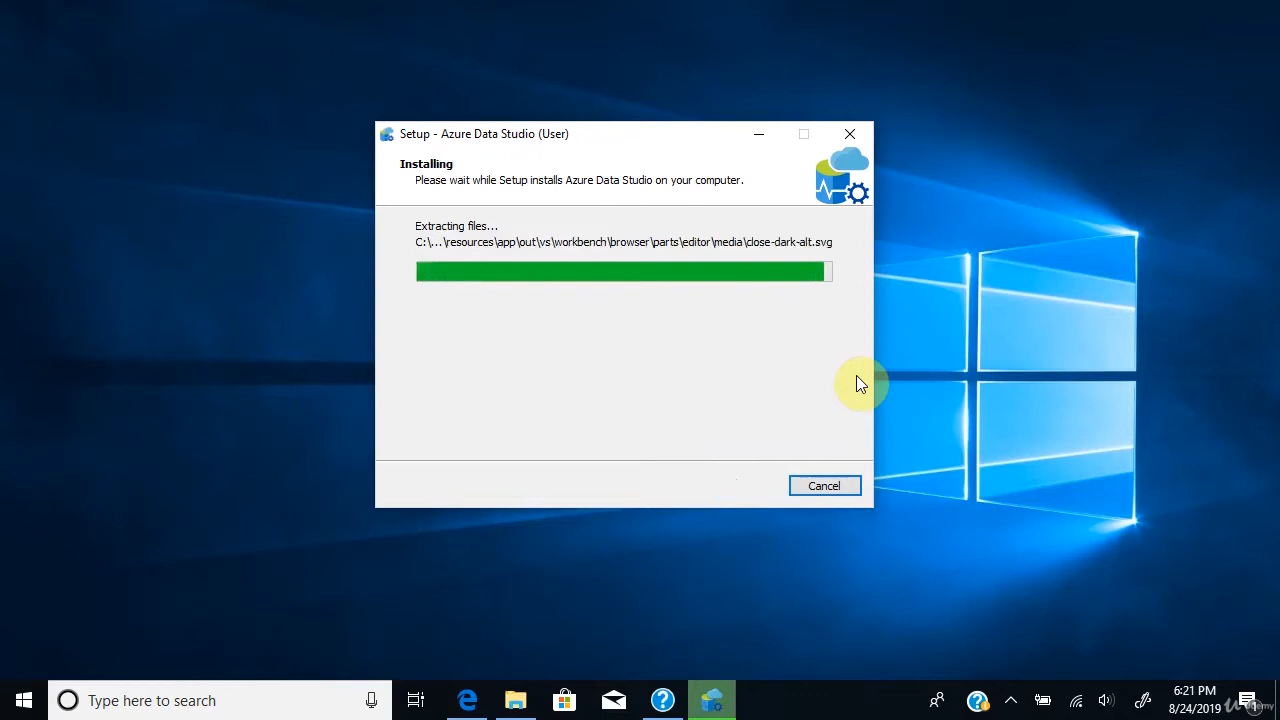 Setup - Azure Data Studio (User)
Installing
Please wait while Setup installs Azure Data Studio on your computer.
Extracting files...
C:\...\resources\app\out\vs\workbench\browser\parts\editor\media\close-dark-alt.svg
Cancel
Type here to search
6:21 PM
8/24/2019
Udemy